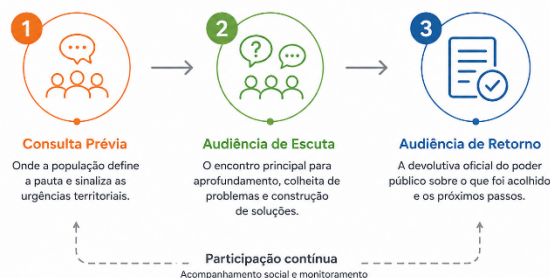 1
2
3
Consulta Prévia
Onde a população define
a pauta e sinaliza as
urgências territoriais.
Audiência de Escuta
O encontro principal para
aprofundamento, colheita de
problemas e construção
de soluções.
Audiência de Retorno
A devolutiva oficial do poder
público sobre o que foi acolhido
e os próximos passos.
Participação contínua
Acompanhamento social e monitoramento